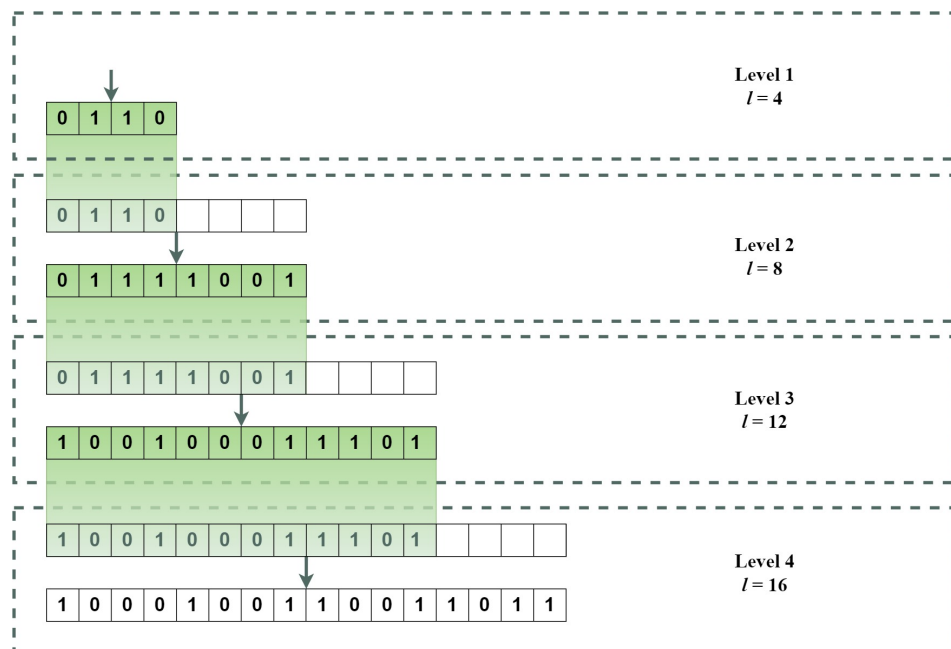 Level 1
l = 4
0 1 1 0
0 1 1 0
Level 2
l = 8
0 1 1 1 1 0 0 1
0 1 1 1 1 0 0 1
Level 3
l = 12
1 0 0 1 0 0 0 1 1 1 0 1
1 0 0 1 0 0 0 1 1 1 0 1
Level 4
l = 16
1 0 0 0 1 0 0 1 1 0 0 1 1 0 1 1